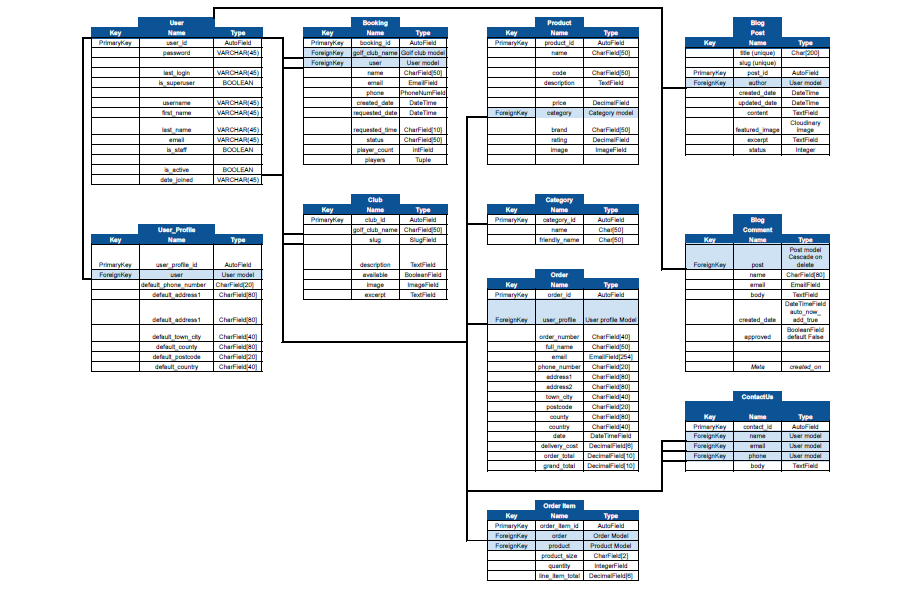 User
Key Name Type
PrimaryKey user_id AutoField
password VARCHAR(45)
last_login VARCHAR(45)
is_superuser BOOLEAN
username VARCHAR(45)
first_name VARCHAR(45)
last_name VARCHAR(45)
email VARCHAR(45)
is_staff BOOLEAN
is_active BOOLEAN
date_joined VARCHAR(45)
User_Profile
Key Name Type
PrimaryKey user_profile_id AutoField
ForeignKey user User model
default_phone_number CharField[20]
default_address1 CharField[80]
default_address1 CharField[80]
default_town_city CharField[40]
default_county CharField[80]
default_postcode CharField[20]
default_country CharField[40]
Booking
Key Name Type
PrimaryKey booking_id AutoField
ForeignKey golf_club_name Golf club model
ForeignKey user User model
name CharField[50]
email EmailField
phone PhoneNumField
created_date DateTime
requested_date DateTime
requested_time CharField[10]
status CharField[50]
player_count IntField
players Tuple
Club
Key Name Type
PrimaryKey club_id AutoField
golf_club_name CharField[50]
slug SlugField
description TextField
available BooleanField
image ImageField
excerpt TextField
Product
Key Name Type
PrimaryKey product_id AutoField
name CharField[50]
code CharField[50]
description TextField
price DecimalField
ForeignKey category Category model
brand CharField[50]
rating DecimalField
image ImageField
Category
Key Name Type
PrimaryKey category_id AutoField
name Char[50]
friendly_name Char[50]
Order
Key Name Type
PrimaryKey order_id AutoField
ForeignKey user_profile User profile Model
order_number CharField[40]
full_name CharField[50]
email EmailField[254]
phone_number CharField[20]
address1 CharField[80]
address2 CharField[80]
town_city CharField[40]
postcode CharField[20]
county CharField[80]
country CharField[40]
date DateTimeField
delivery_cost DecimalField[6]
order_total DecimalField[10]
grand_total DecimalField[10]
Order Item
Key Name Type
PrimaryKey order_item_id AutoField
ForeignKey order Order Model
ForeignKey product Product Model
product_size CharField[2]
quantity IntegerField
line_item_total DecimalField[6]
Blog
Post
Key Name Type
title (unique) Char[200]
slug (unique)
PrimaryKey post_id AutoField
ForeignKey author User model
created_date DateTime
updated_date DateTime
content TextField
Cloudinary
featured_image image
excerpt TextField
status Integer
Blog
Comment
Key Name Type
Post model
Cascade on
ForeignKey post delete
name CharField[80]
email EmailField
body TextField
DateTimeField
auto_now_
created_date add_true
BooleanField
approved default False
Meta created_on
ContactUs
Key Name Type
PrimaryKey contact_id AutoField
ForeignKey name User model
ForeignKey email User model
ForeignKey phone User model
body TextField